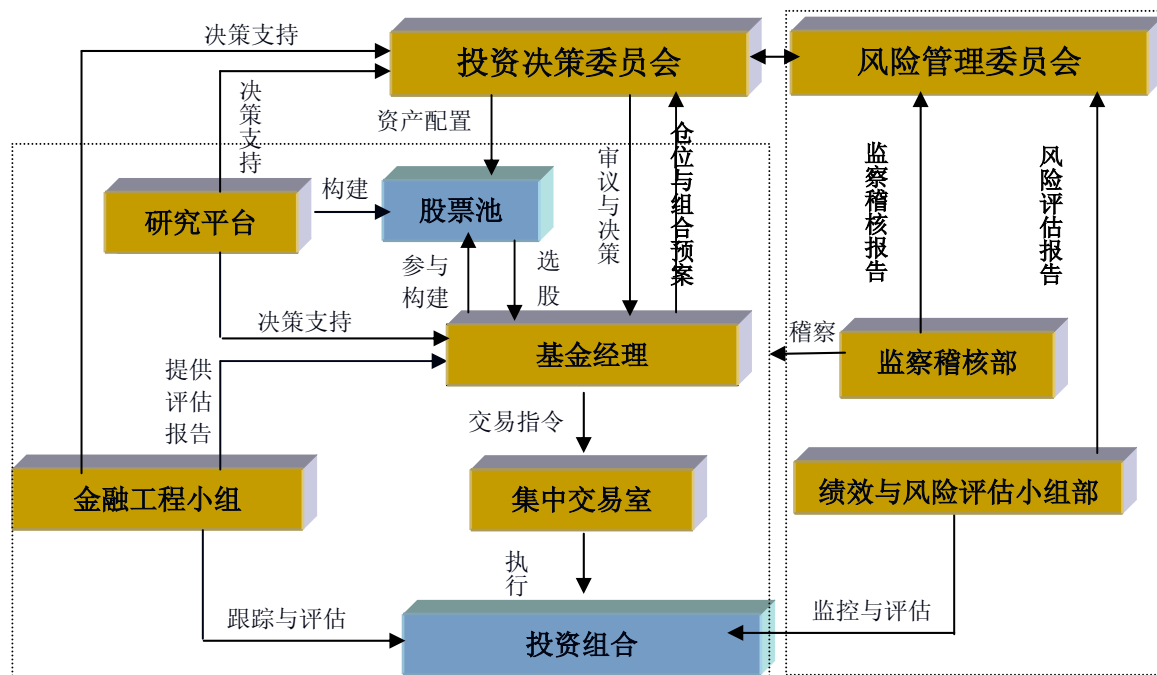 决策支持
投资决策委员会
风险管理委员会
决策支持
资产配置
审议与决策
仓位与组合预案
监察稽核报告
风险评估报告
研究平台
构建
股票池
参与
构建
选
股
决策支持
基金经理
稽察
监察稽核部
提供
评估
报告
交易指令
金融工程小组
集中交易室
绩效与风险评估小组部
执行
跟踪与评估
投资组合
监控与评估